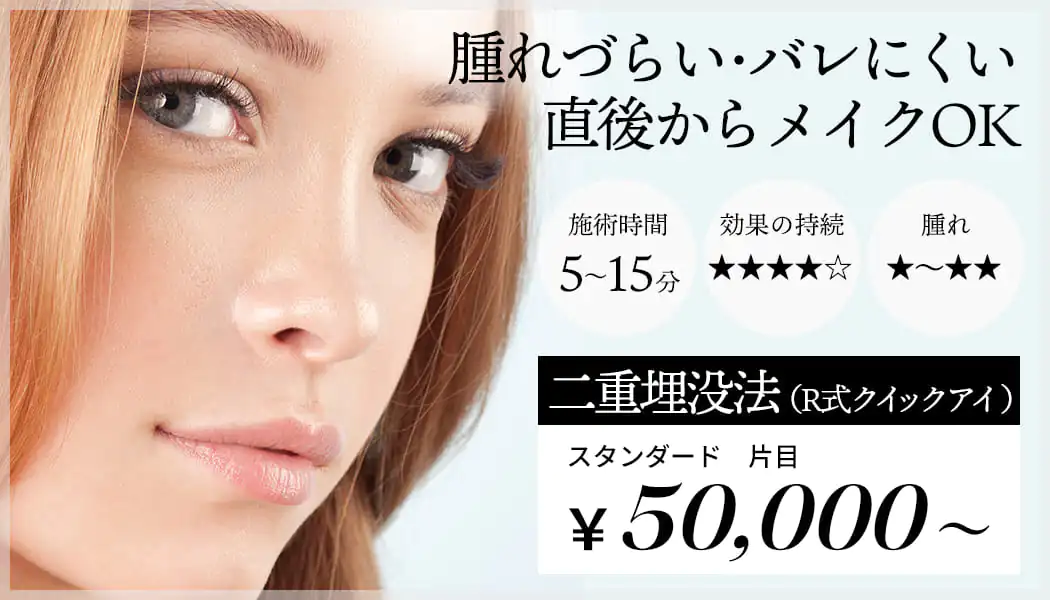 腫れづらい・バレにくい
直後からメイクOK
施術時間
5~15分
効果の持続
★★★★☆
腫れ
★〜★★
二重埋没法（R式クイックアイ）
スタンダード　片目
¥50,000〜